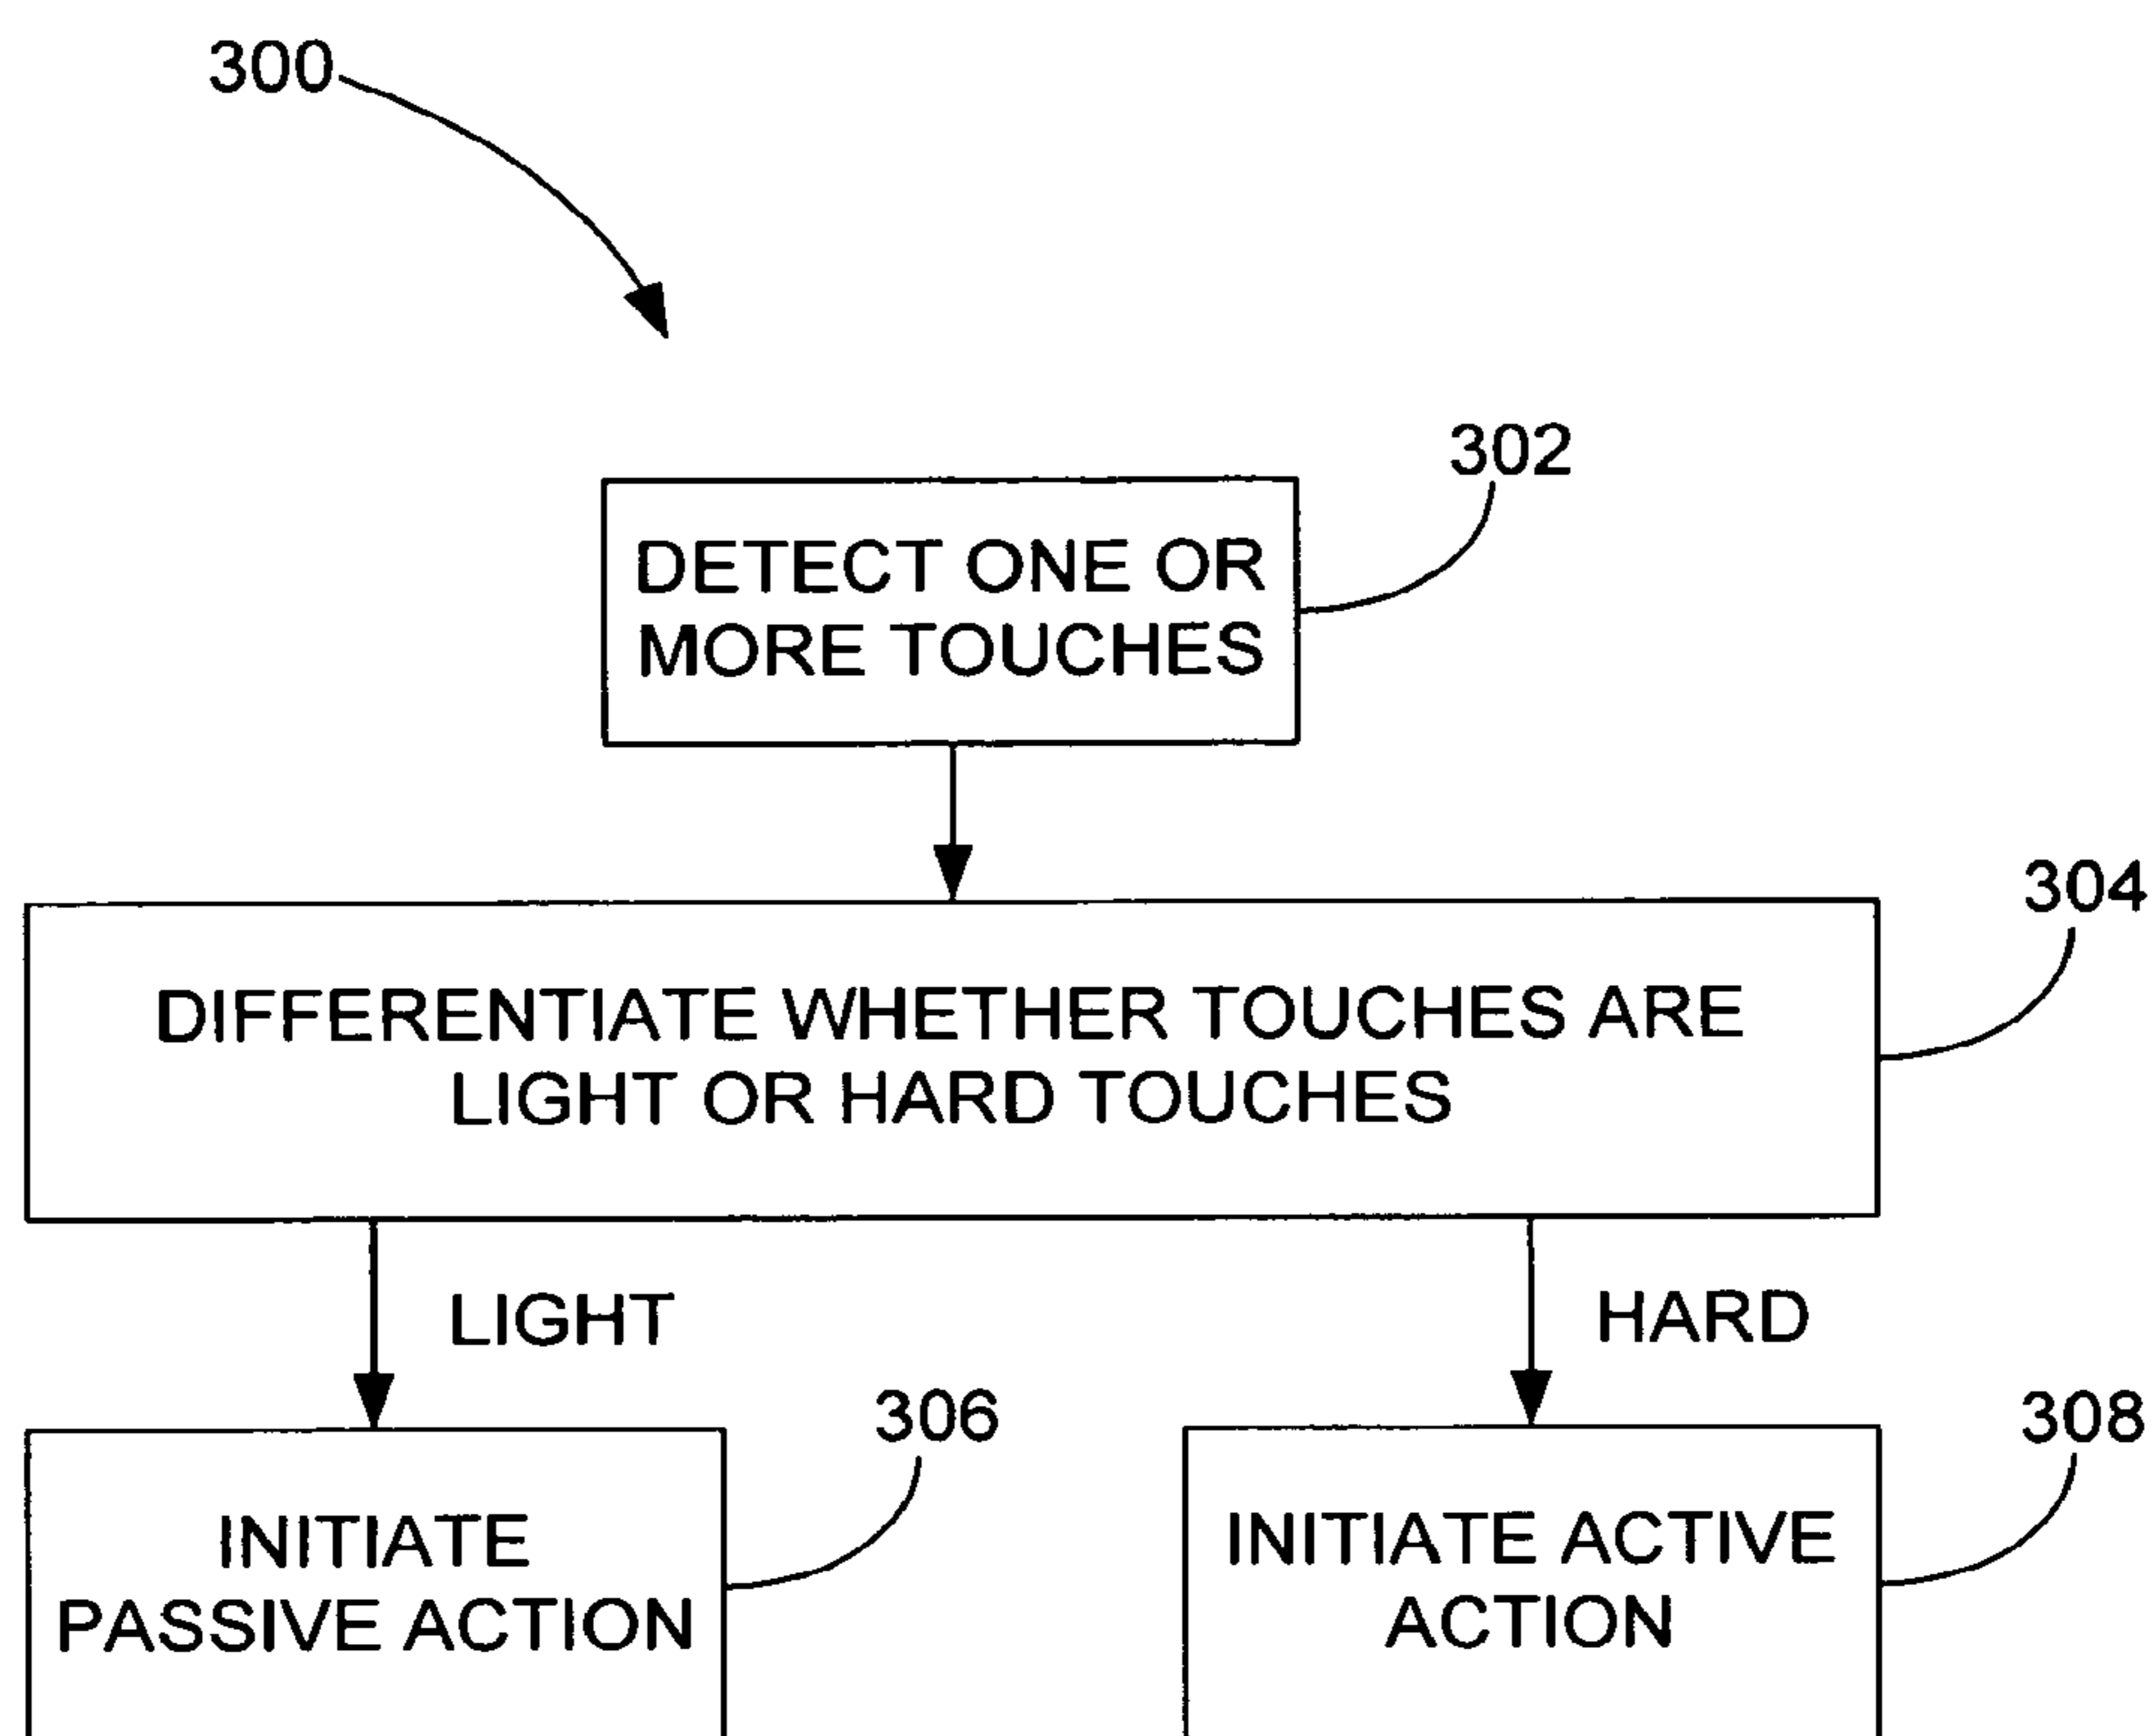 300
302
DETECT ONE OR
MORE TOUCHES
304
DIFFERENTIATE WHETHER TOUCHES ARE
LIGHT OR HARD TOUCHES
LIGHT
HARD
306
308
INITIATE
PASSIVE ACTION
INITIATE ACTIVE
ACTION